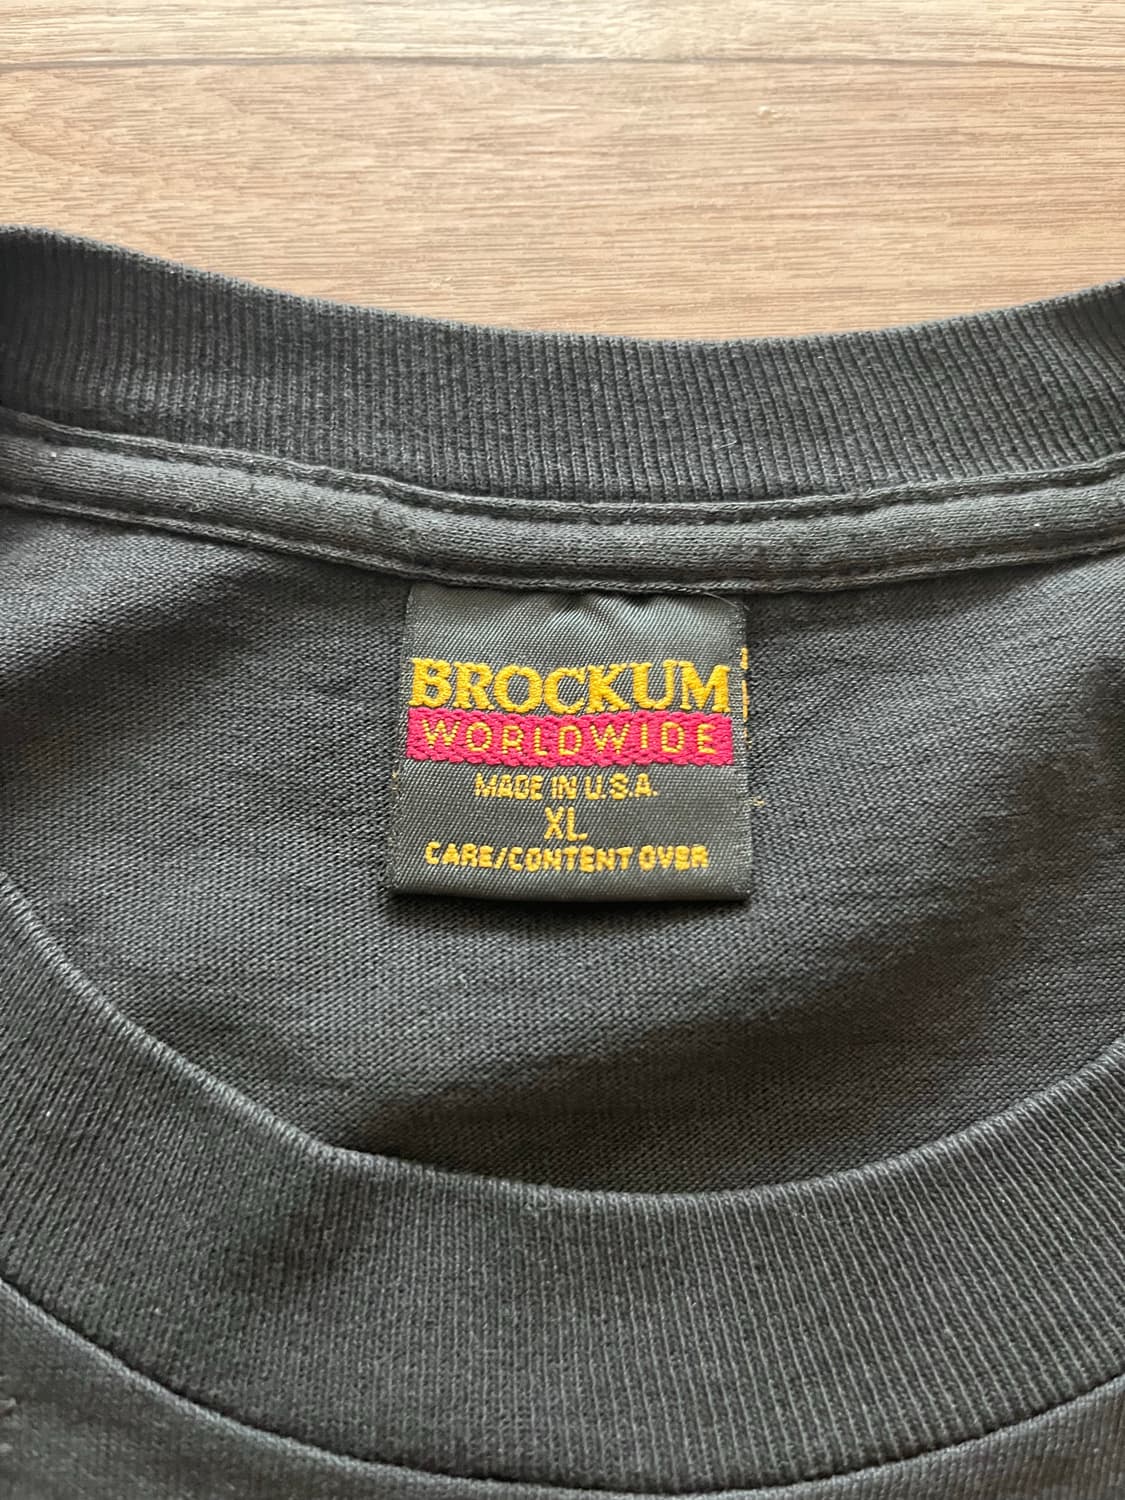 BROCKUM
WORLDWIDE
MADE IN U.S.A.
XL
CARE/CONTENT OVER